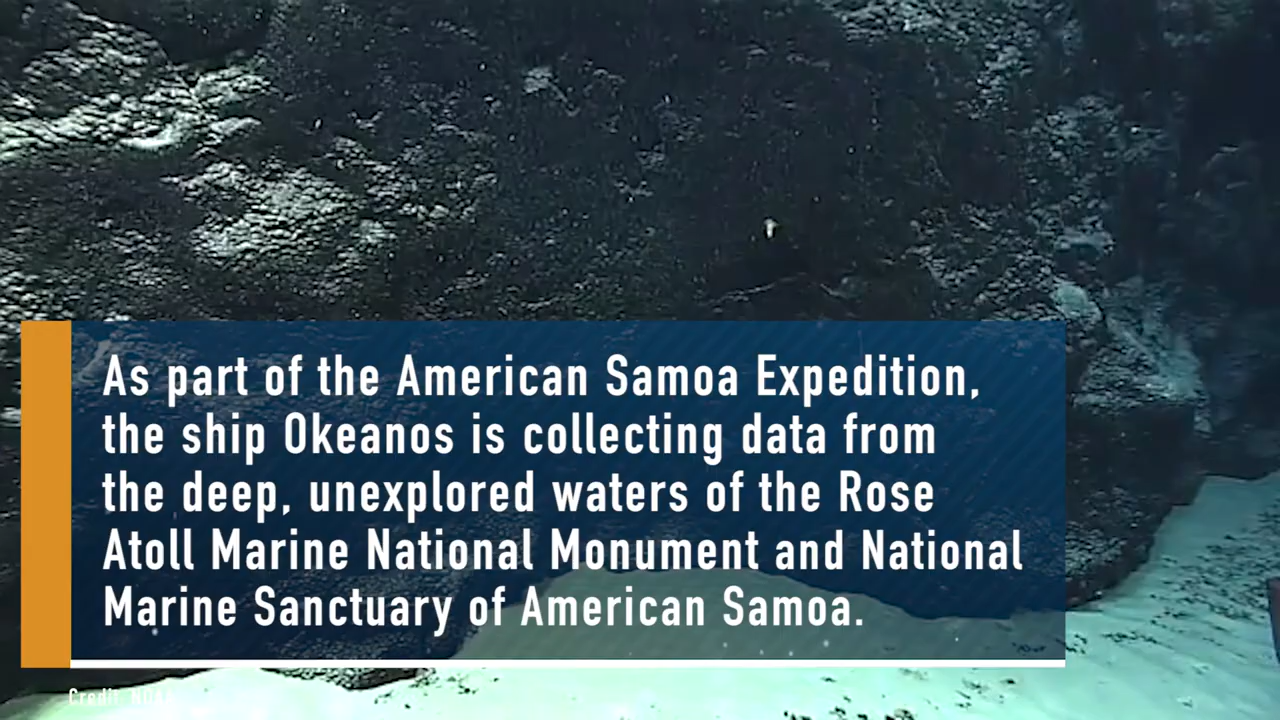 As part of the American Samoa Expedition,
the ship Okeanos is collecting data from
the deep, unexplored waters of the Rose
Atoll Marine National Monument and National
Marine Sanctuary of American Samoa.
Credit: NOAA